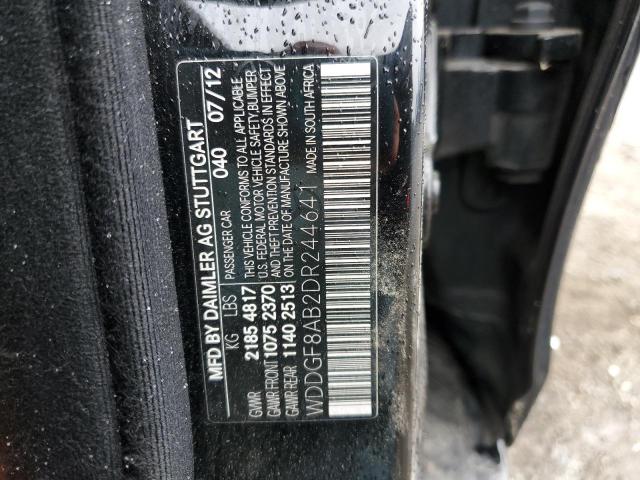 MFD BY DAIMLER AG STUTTGART
KG LBS PASSENGER CAR 040 07/12
GVWR 2185 4817 THIS VEHICLE CONFORMS TO ALL APPLICABLE
GAWR FRONT 1075 2370 U.S. FEDERAL MOTOR VEHICLE SAFETY,BUMPER
GAWR REAR 1140 2513 AND THEFT PREVENTION STANDARDS IN EFFECT
ON THE DATE OF MANUFACTURE SHOWN ABOVE
WDDGF8AB2DR244641 MADE IN SOUTH AFRICA